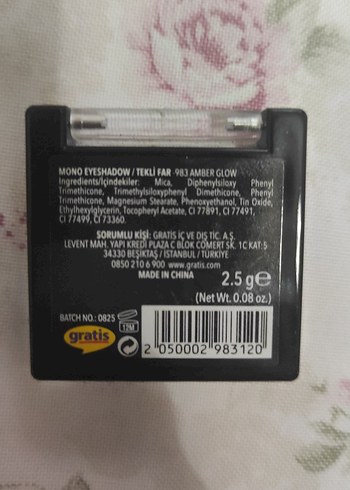 MONO EYESHADOW / TEKLİ FAR 983 AMBER GLOW
Ingredients/İçindekiler: Mica, Diphenylsiloxy Phenyl
Trimethicone, Trimethylsiloxyphenyl Dimethicone, Phenyl
Trimethicone, Magnesium Stearate, Phenoxyethanol, Tin Oxide,
Ethylhexylglycerin, Tocopheryl Acetate, CI 77891, CI 77491,
CI 77499, CI 73360.
SORUMLU KİŞİ: GRATİS İÇ VE DIŞ TİC. A.Ş.
LEVENT MAH. YAPI KREDİ PLAZA C BLOK CÖMERT SK. 1C KAT:5
34330 BEŞİKTAŞ / İSTANBUL / TÜRKİYE
0850 210 6 900 www.gratis.com
MADE IN CHINA
2.5 g℮
(Net Wt. 0.08 oz.)
BATCH NO.: 0825
12M
gratis
2 050002 983120